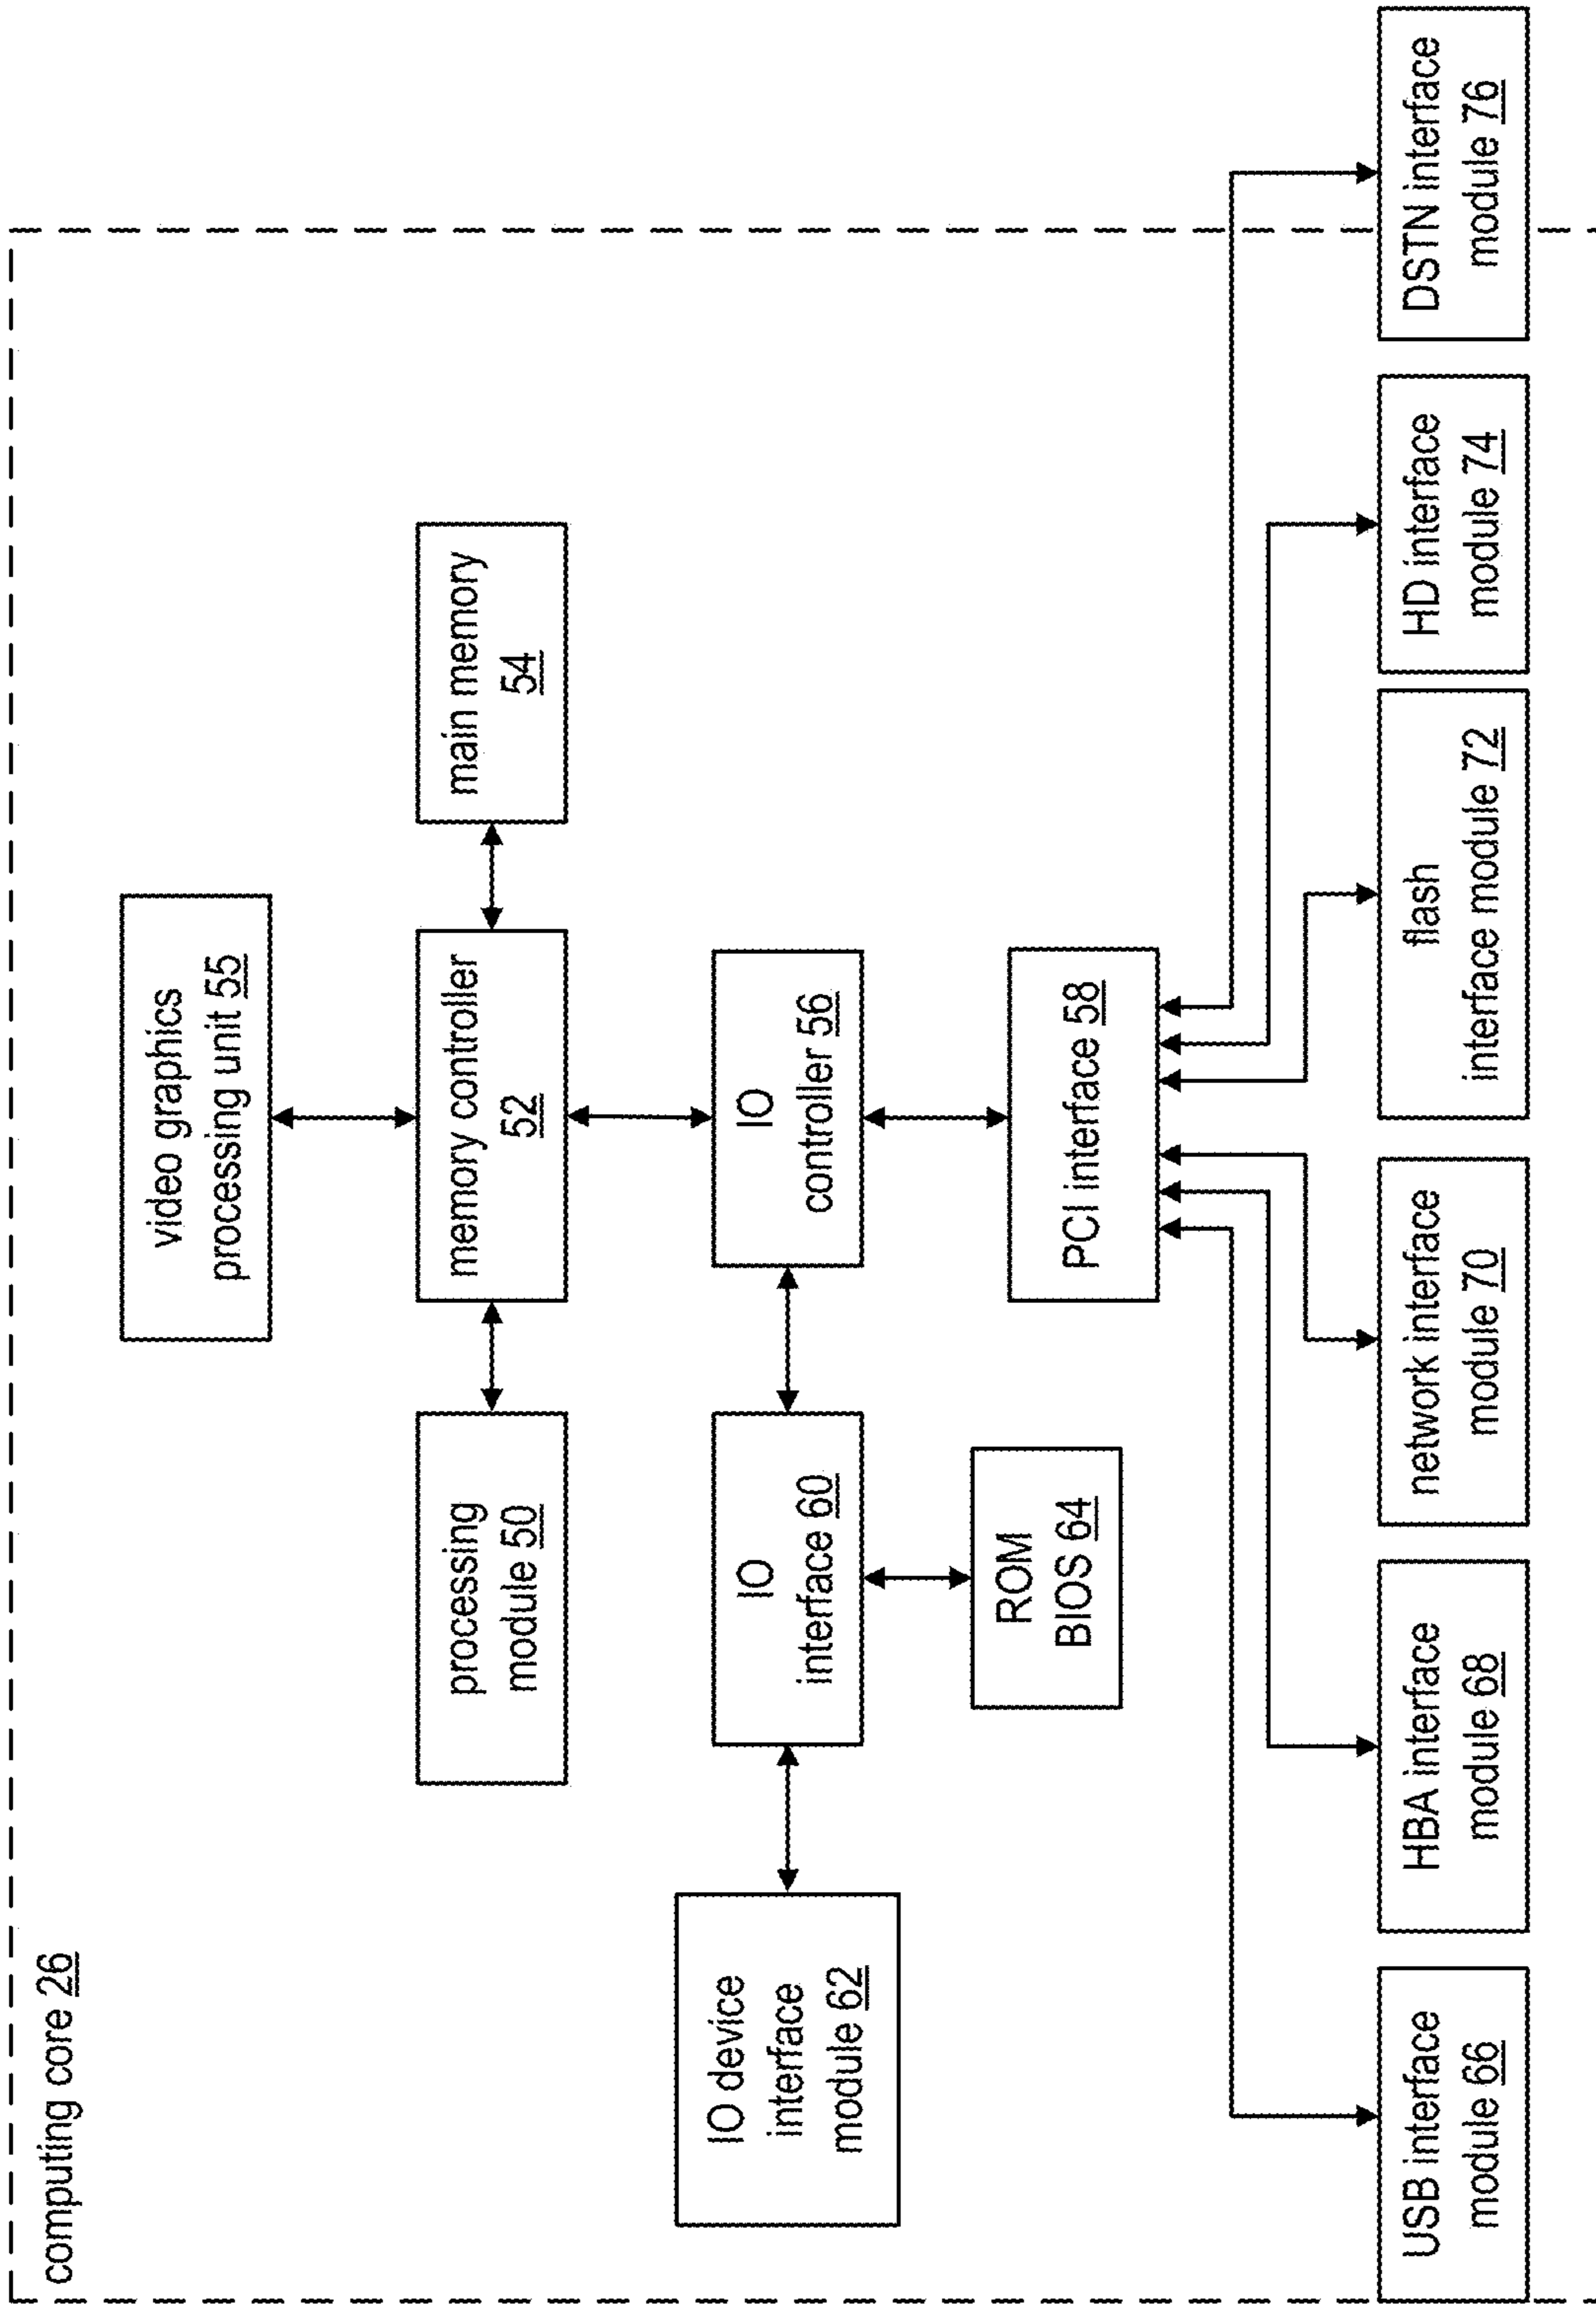 computing core 26
video graphics
processing unit 55
processing
module 50
memory controller
52
main memory
54
IO device
interface
module 62
IO
interface 60
IO
controller 56
ROM
BIOS 64
PCI interface 58
USB interface
module 66
HBA interface
module 68
network interface
module 70
flash
interface module 72
HD interface
module 74
DSTN interface
module 76